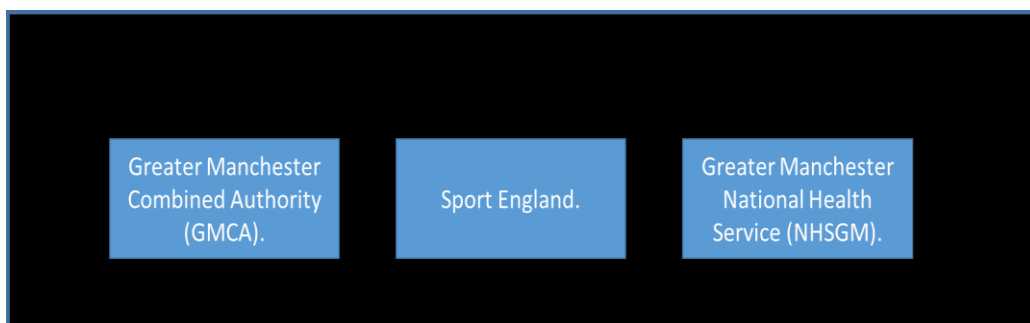 Greater Manchester
Combined Authority
(GMCA).
Sport England.
Greater Manchester
National Health
Service (NHSGM).